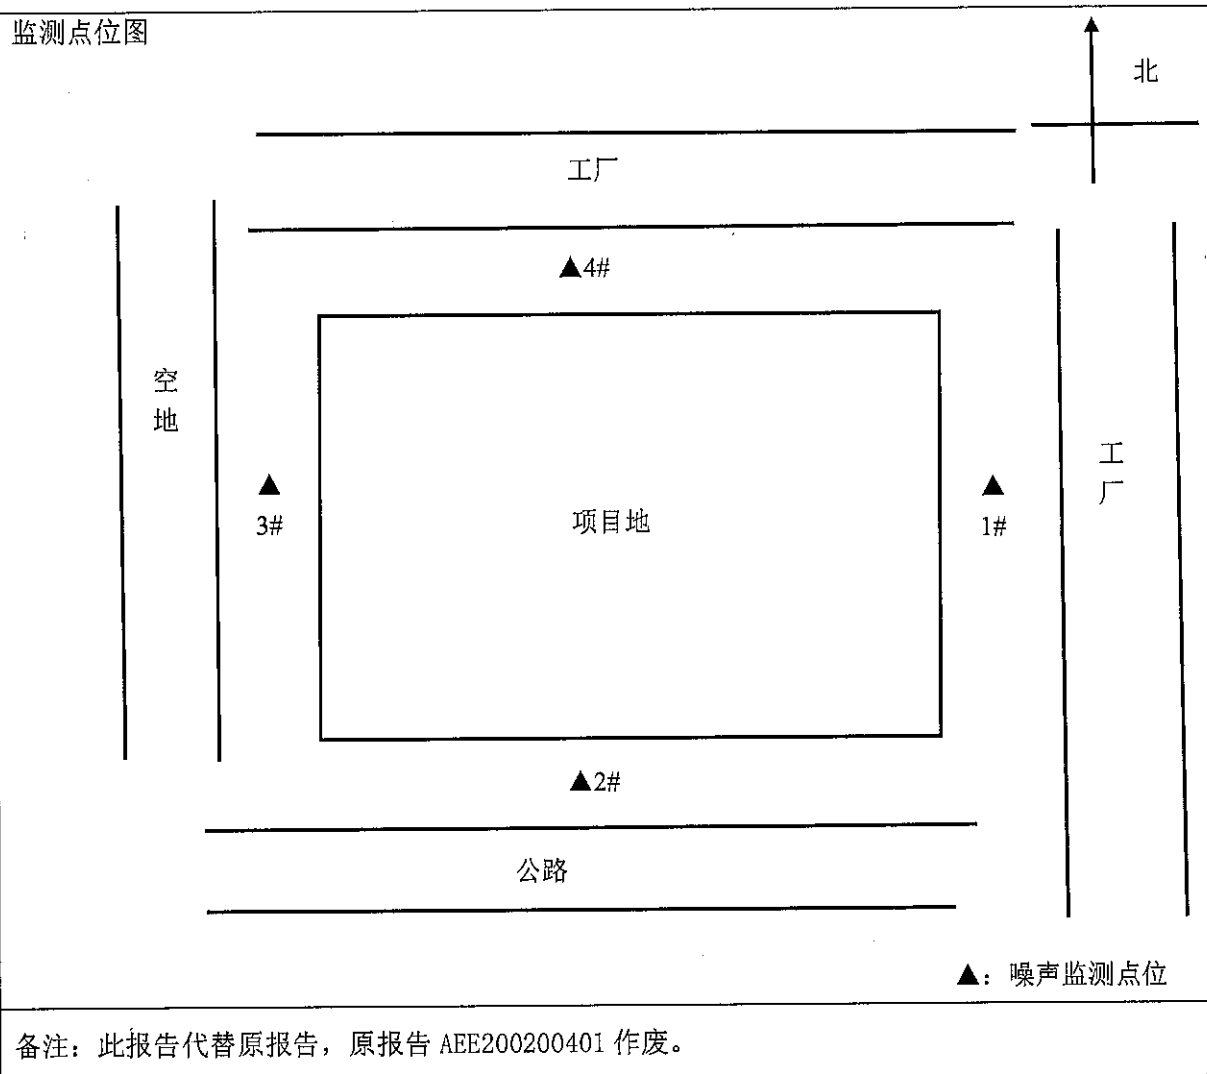 监测点位图
北
工厂
▲4#
空地
工厂
▲
3#
项目地
▲
1#
▲2#
公路
▲：噪声监测点位
备注：此报告代替原报告，原报告 AEE200200401 作废。